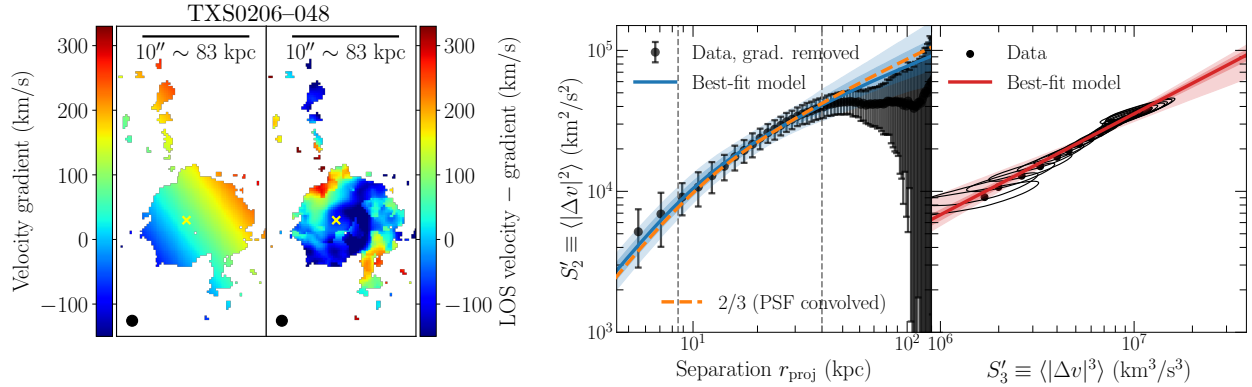 TXS0206–048
10″ ∼ 83 kpc
10″ ∼ 83 kpc
Velocity gradient (km/s)
300
200
100
0
−100
300
200
100
0
−100
LOS velocity − gradient (km/s)
S′₂ ≡ ⟨|Δv|²⟩ (km²/s²)
10⁵
10⁴
10³
Data, grad. removed
Best-fit model
2/3 (PSF convolved)
10¹
10²
Separation r_proj (kpc)
Data
Best-fit model
10⁶
10⁷
S′₃ ≡ ⟨|Δv|³⟩ (km³/s³)